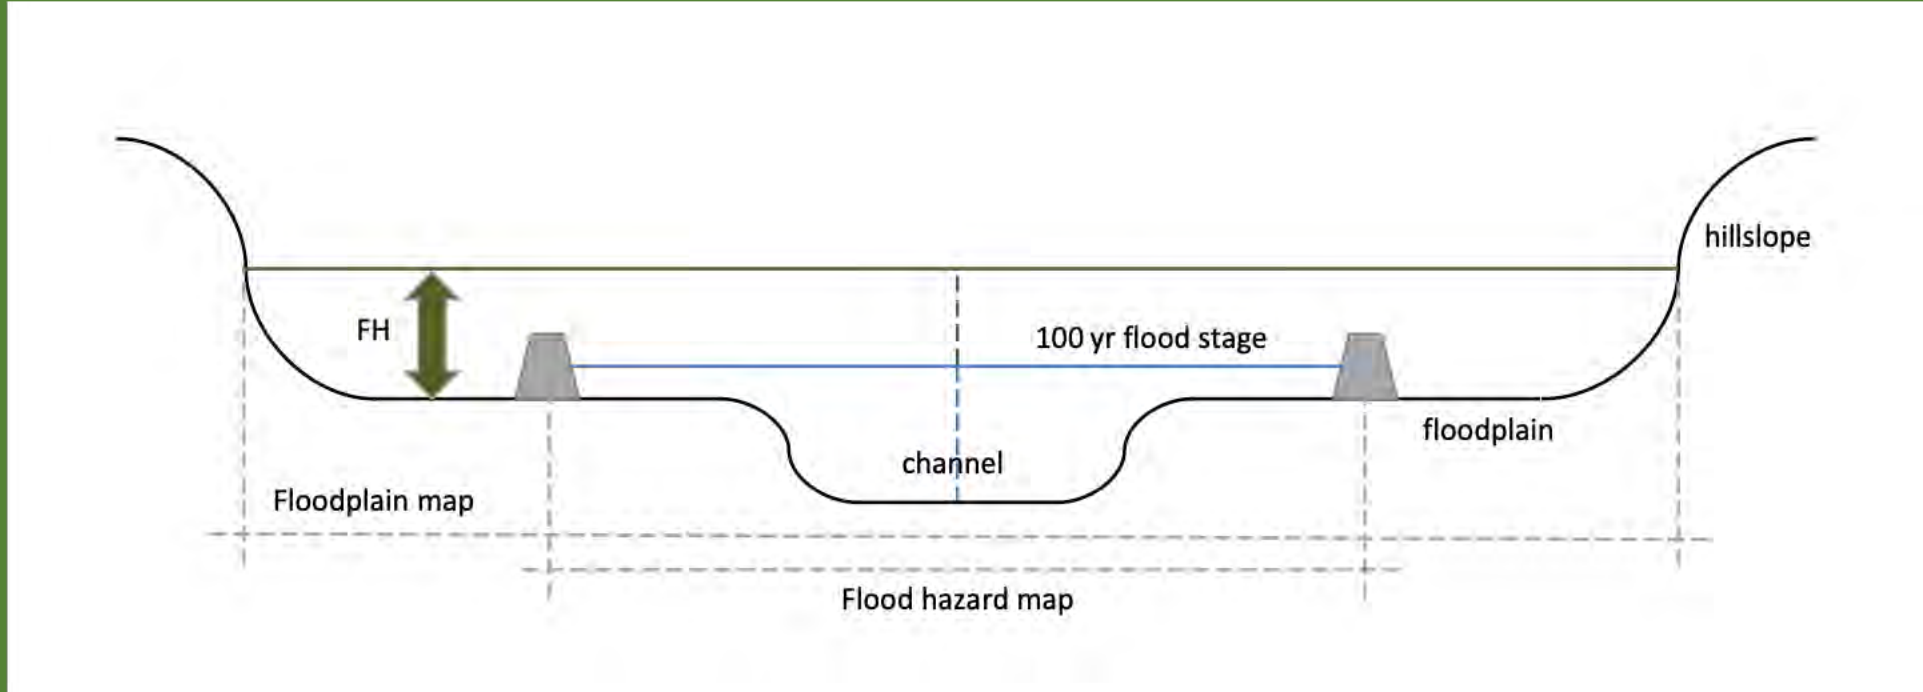 hillslope
FH
100 yr flood stage
floodplain
channel
Floodplain map
Flood hazard map